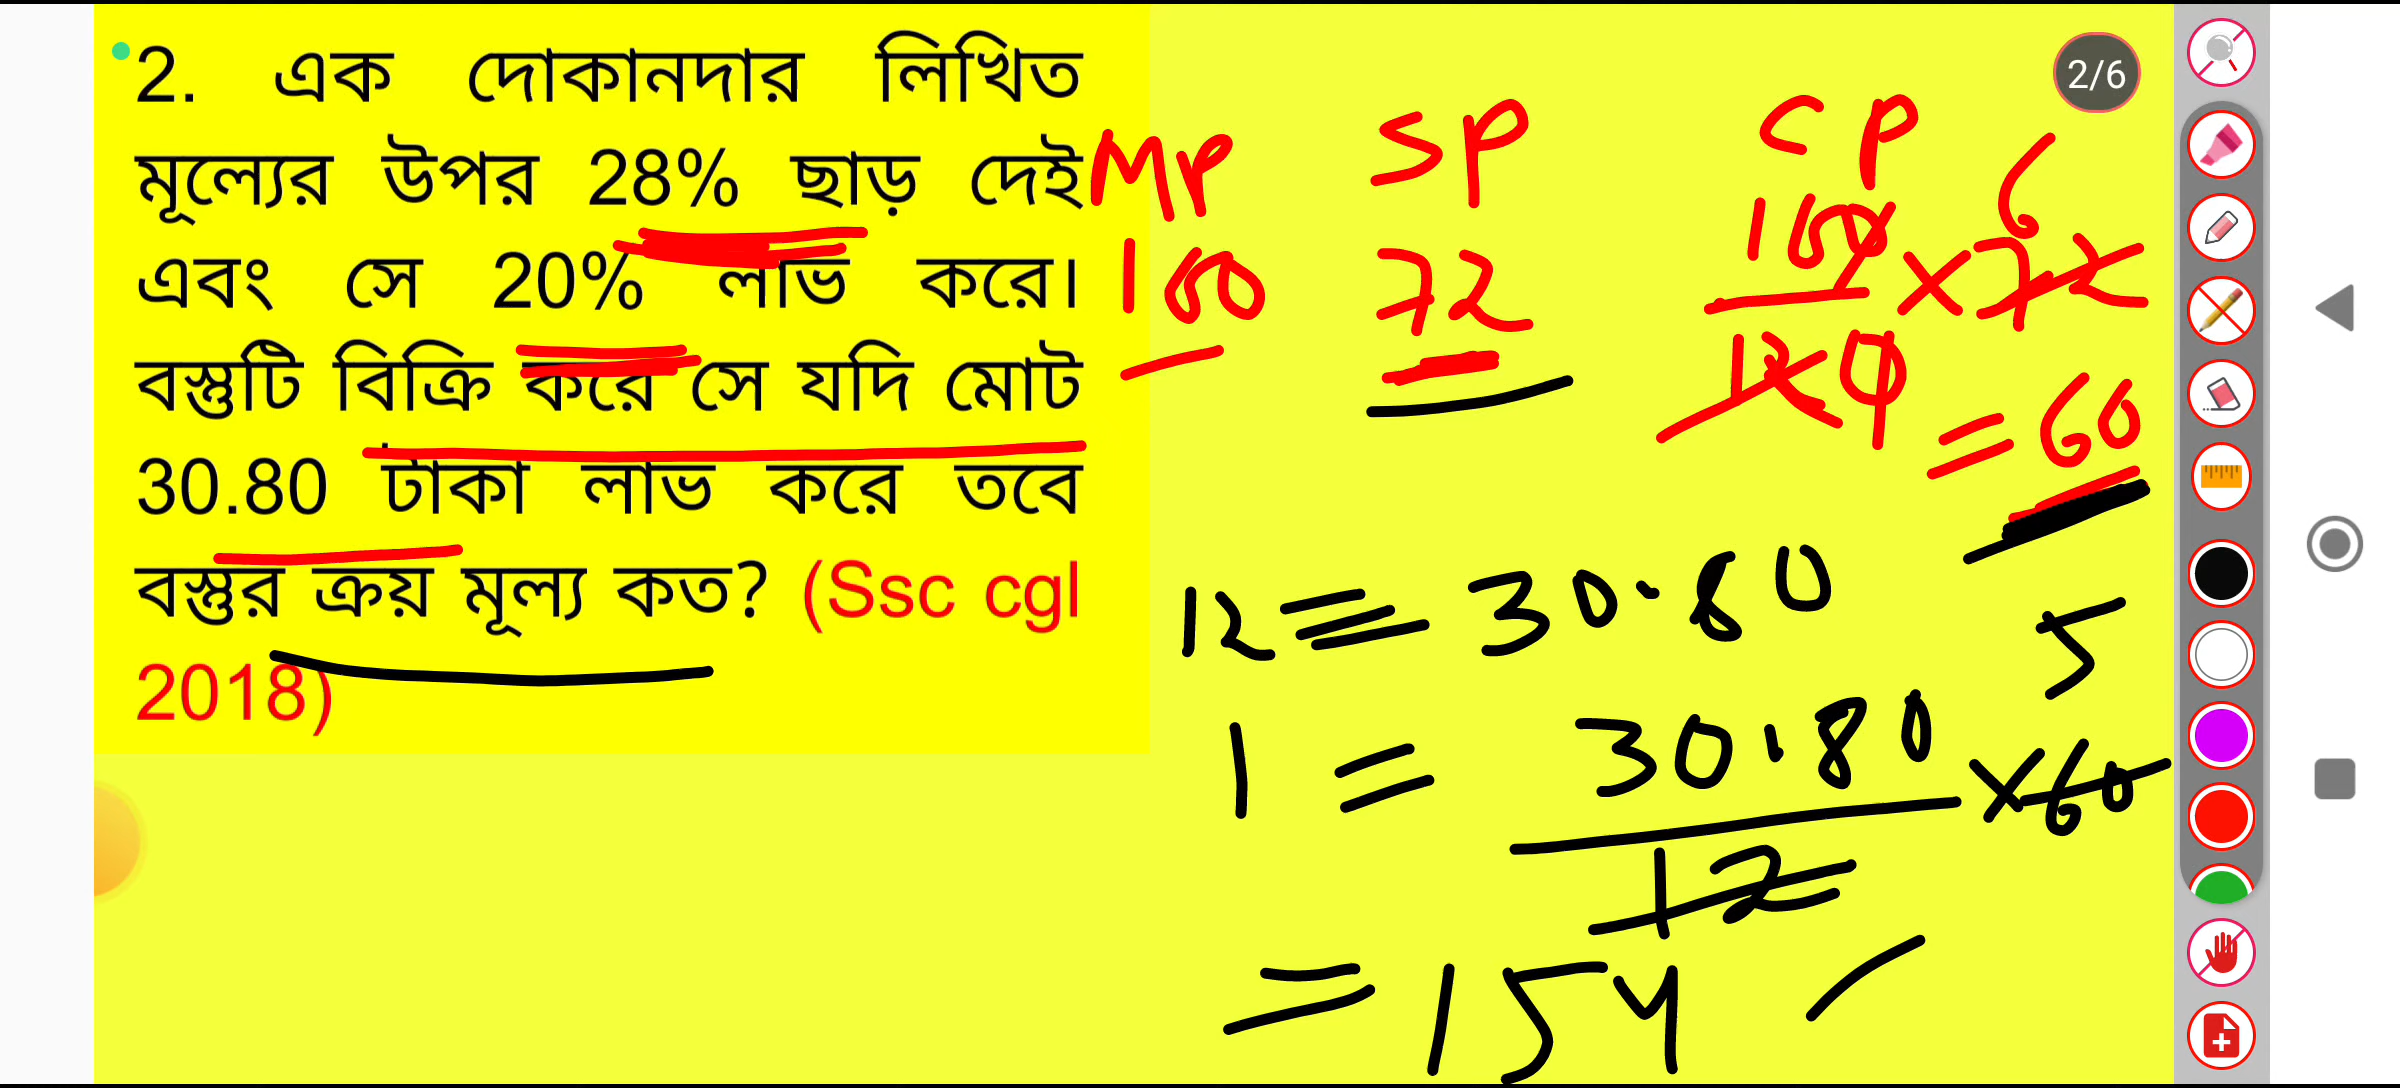 2. এক দোকানদার লিখিত
মূল্যের উপর 28% ছাড় দেই
এবং সে 20% লাভ করে।
বস্তুটি বিক্রি করে সে যদি মোট
30.80 টাকা লাভ করে তবে
বস্তুর ক্রয় মূল্য কত? (Ssc cgl
2018)
2/6
MP SP CP
100 72 100/120 × 72 6
= 60
12 = 30.80
5
1 = 30.80/12 × 60
= 154